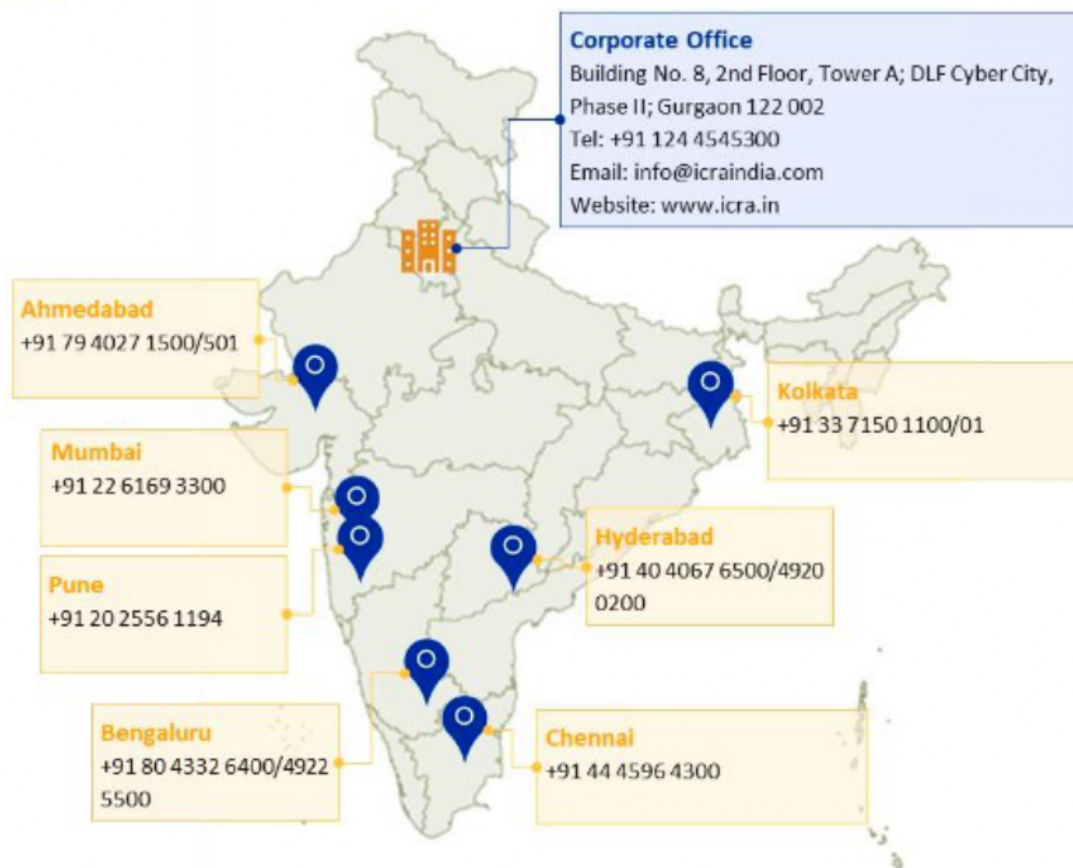 Corporate Office
Building No. 8, 2nd Floor, Tower A; DLF Cyber City,
Phase II; Gurgaon 122 002
Tel: +91 124 4545300
Email: info@icraindia.com
Website: www.icra.in
Ahmedabad
+91 79 4027 1500/501
Kolkata
+91 33 7150 1100/01
Mumbai
+91 22 6169 3300
Hyderabad
+91 40 4067 6500/4920
0200
Pune
+91 20 2556 1194
Bengaluru
+91 80 4332 6400/4922
5500
Chennai
+91 44 4596 4300